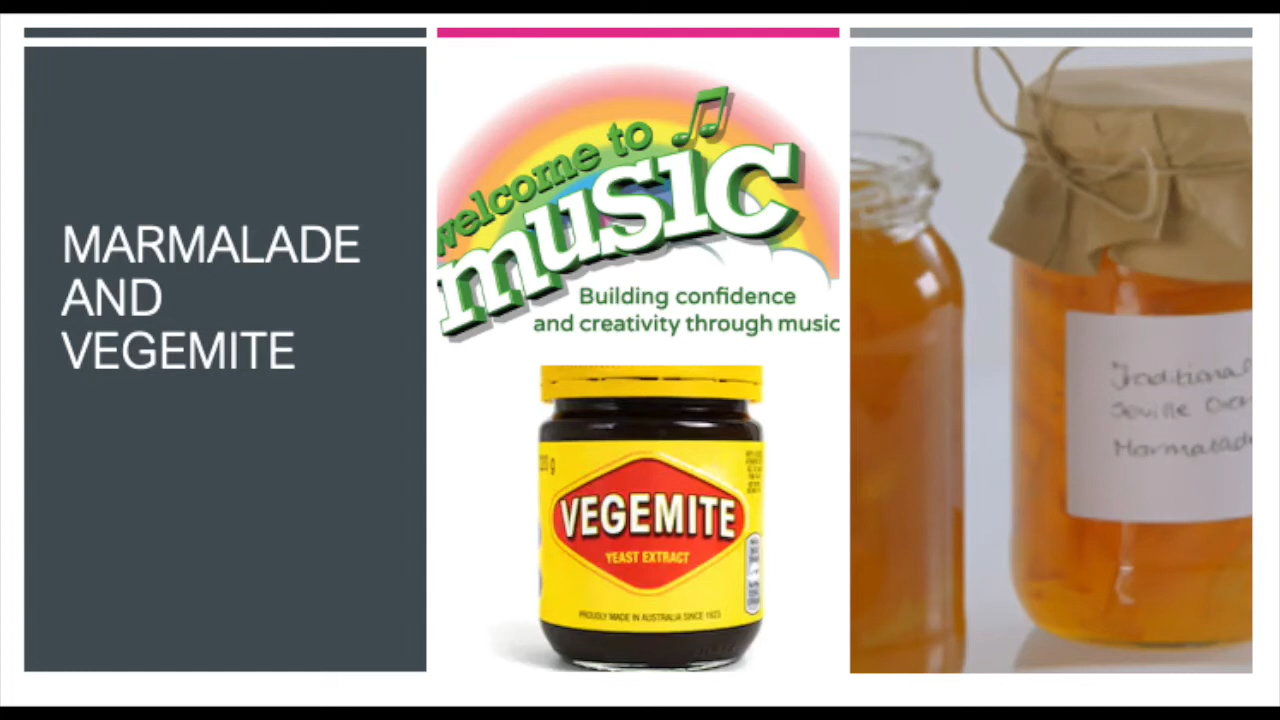 MARMALADE
AND
VEGEMITE
welcome to
music
Building confidence
and creativity through music
VEGEMITE
YEAST EXTRACT
PROUDLY MADE IN AUSTRALIA SINCE 1923
Traditional
Seville
Marmalade